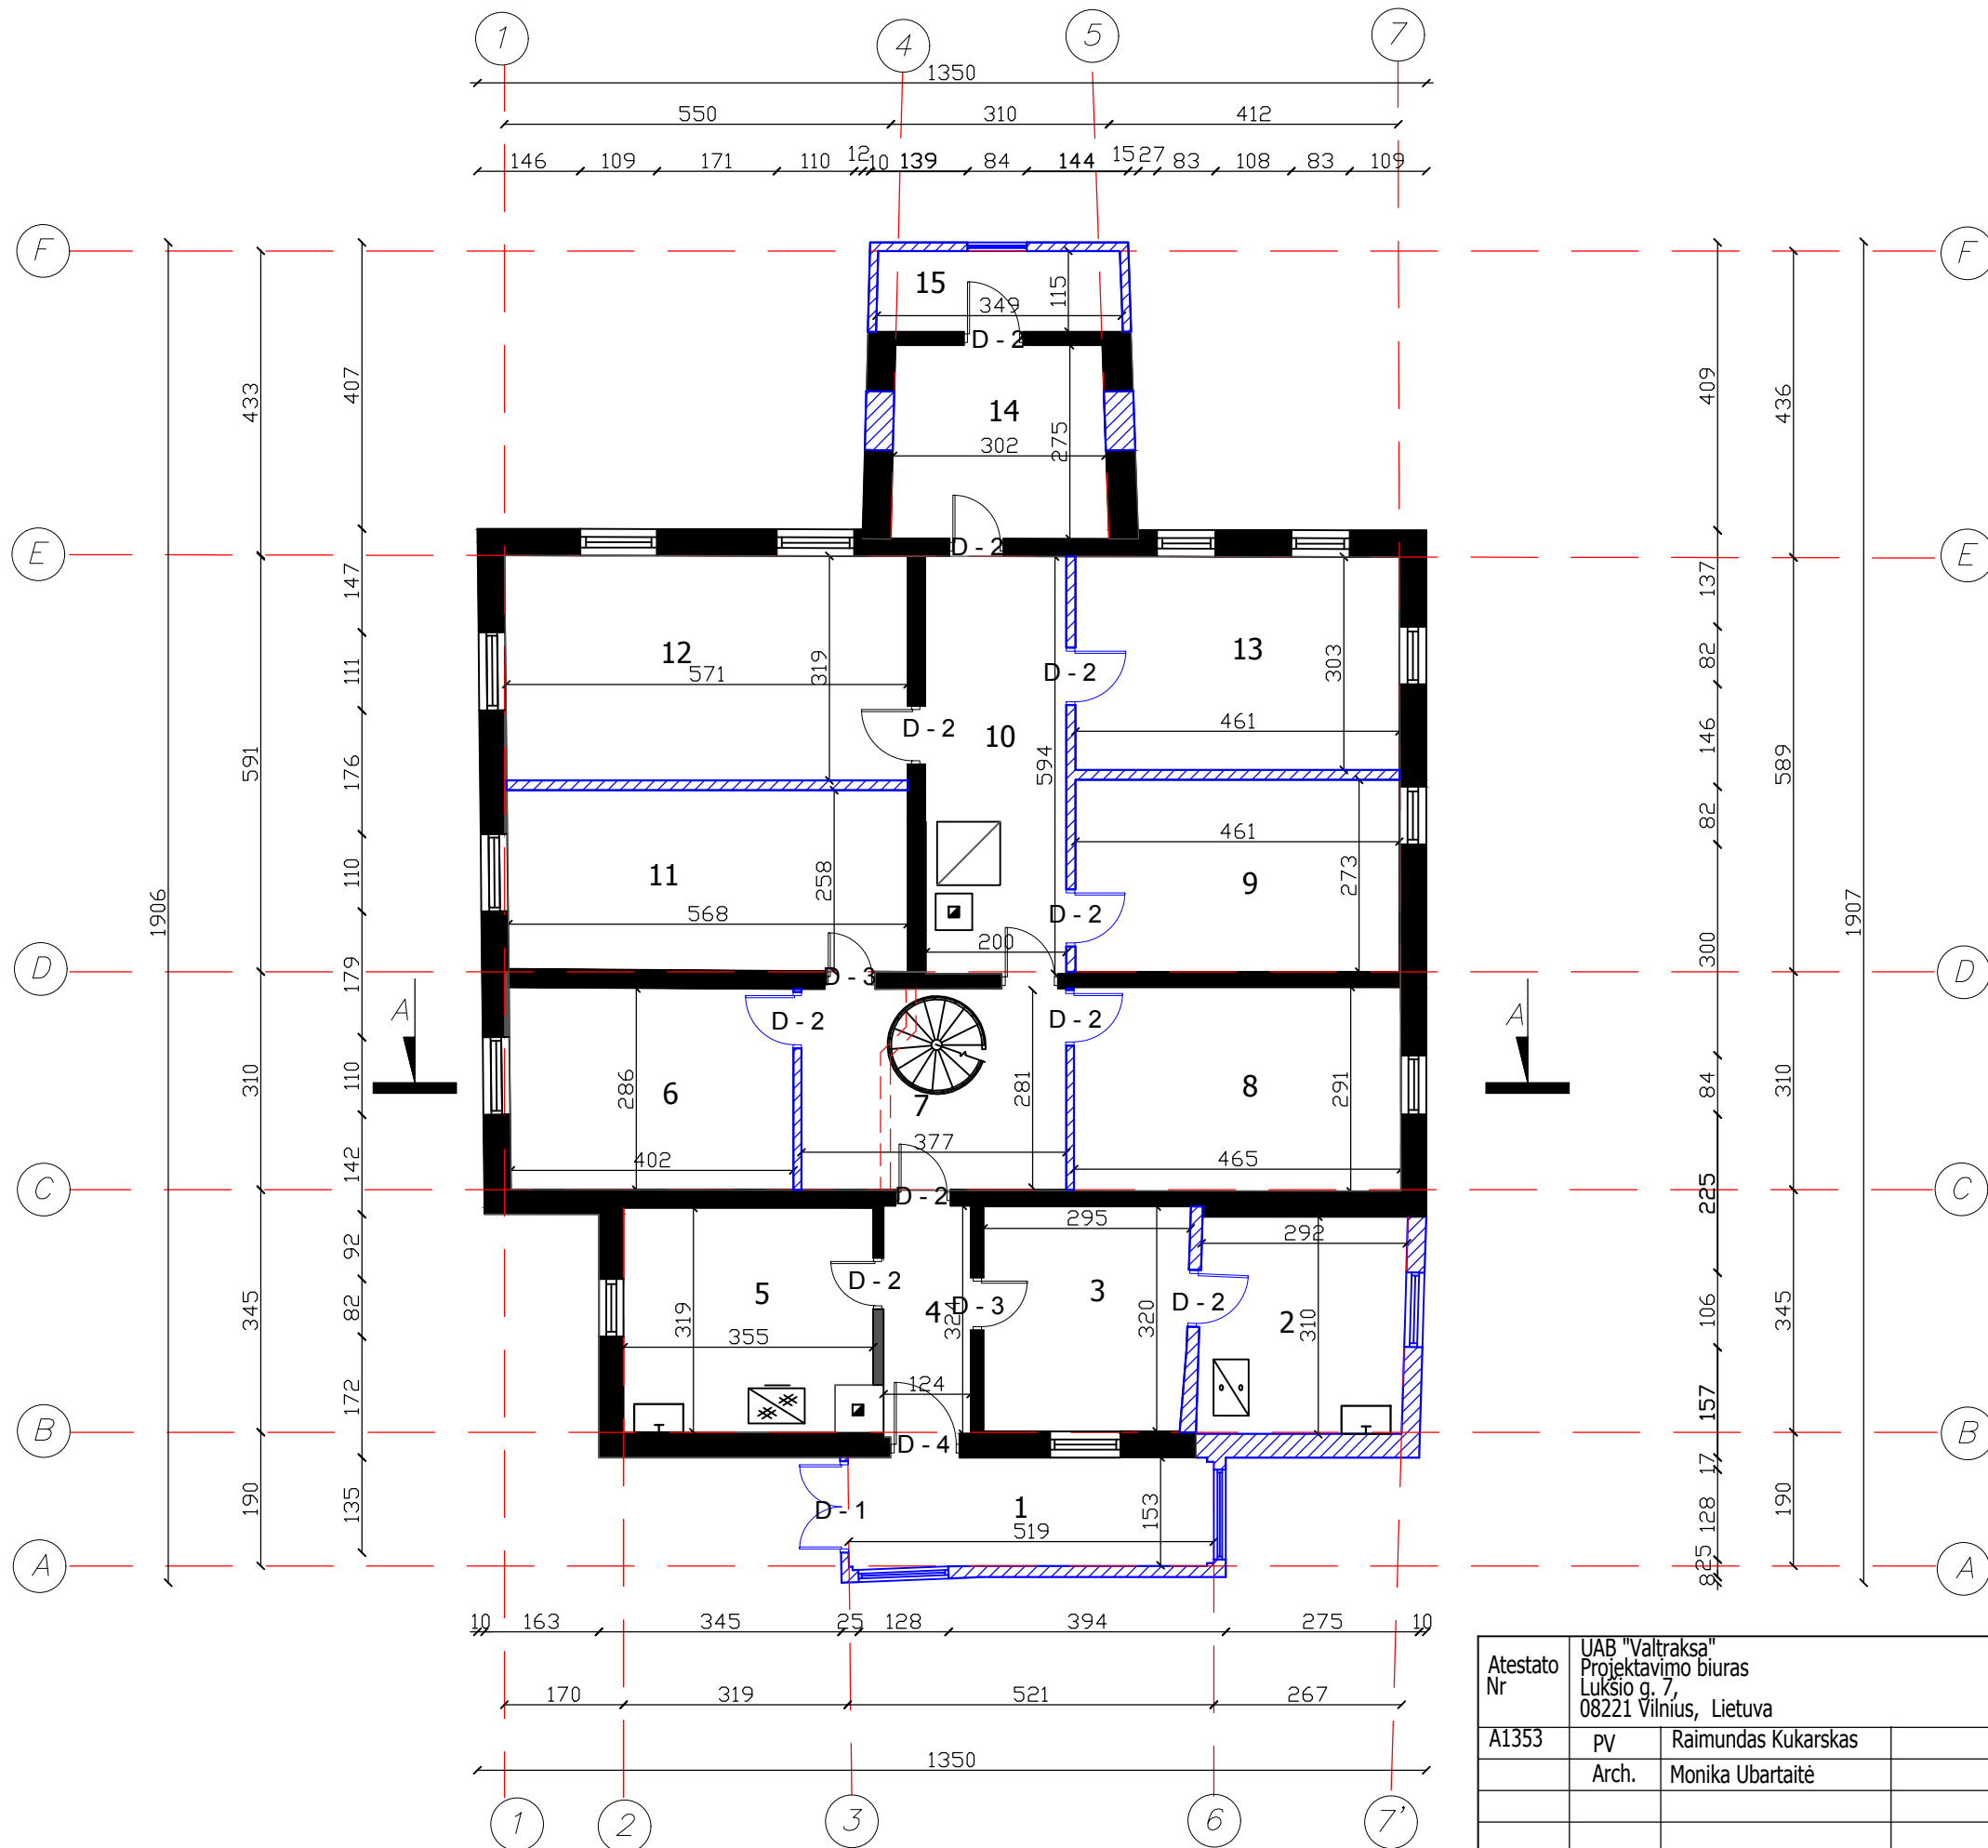 1 4 5 7
1350
550 310 412
146 109 171 110 12 10 139 84 144 15 27 83 108 83 109
F F
15
115
349
D - 2
407 409
433 436
14
302
275
E D - 2 E
147 137
12 319 13 303
571
111 82
D - 2
461
D - 2
10
594
591 589
176 146
11 258
568
461
9 273
110 82
1906 1907
D - 2
200
179 300
D D - 3 D
D - 2 D - 2
A A
286 6 7 281 8 291
310 110 84 310
377
402 465
142 225
C D - 2 C
295
292
92
5 D - 2 3 D - 2
319 4 324 D - 3 320 2 310
355
345 82 106 345
124
172 157
B D - 4 B
17
D - 1 1 153
519
190 135 128 190
25
8
A A
10 163 345 25 128 394 275 10
170 319 521 267
1350
1 2 3 6 7'
Atestato
Nr
UAB "Valtraksa"
Projektavimo biuras
Lukšio g. 7,
08221 Vilnius, Lietuva
A1353 PV Raimundas Kukarskas
Arch. Monika Ubartaitė